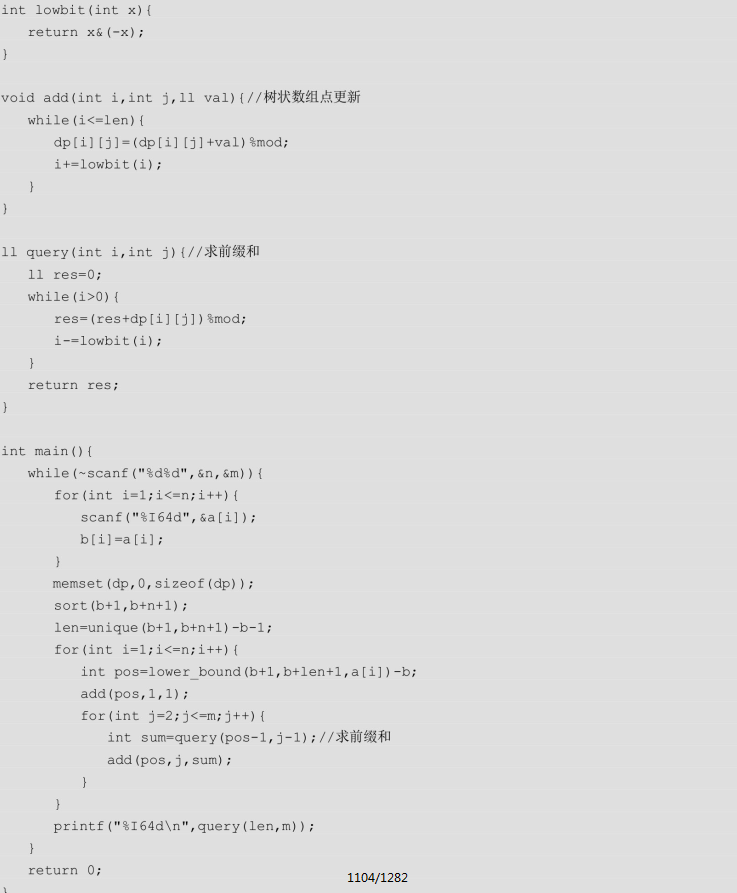 int lowbit(int x){
return x&(-x);
}
void add(int i,int j,ll val){//树状数组点更新
while(i<=len){
dp[i][j]=(dp[i][j]+val)%mod;
i+=lowbit(i);
}
}
ll query(int i,int j){//求前缀和
ll res=0;
while(i>0){
res=(res+dp[i][j])%mod;
i-=lowbit(i);
}
return res;
}
int main(){
while(~scanf("%d%d",&n,&m)){
for(int i=1;i<=n;i++){
scanf("%I64d",&a[i]);
b[i]=a[i];
}
memset(dp,0,sizeof(dp));
sort(b+1,b+n+1);
len=unique(b+1,b+n+1)-b-1;
for(int i=1;i<=n;i++){
int pos=lower_bound(b+1,b+len+1,a[i])-b;
add(pos,1,1);
for(int j=2;j<=m;j++){
int sum=query(pos-1,j-1);//求前缀和
add(pos,j,sum);
}
}
printf("%I64d\n",query(len,m));
}
return 0;
1104/1282
}